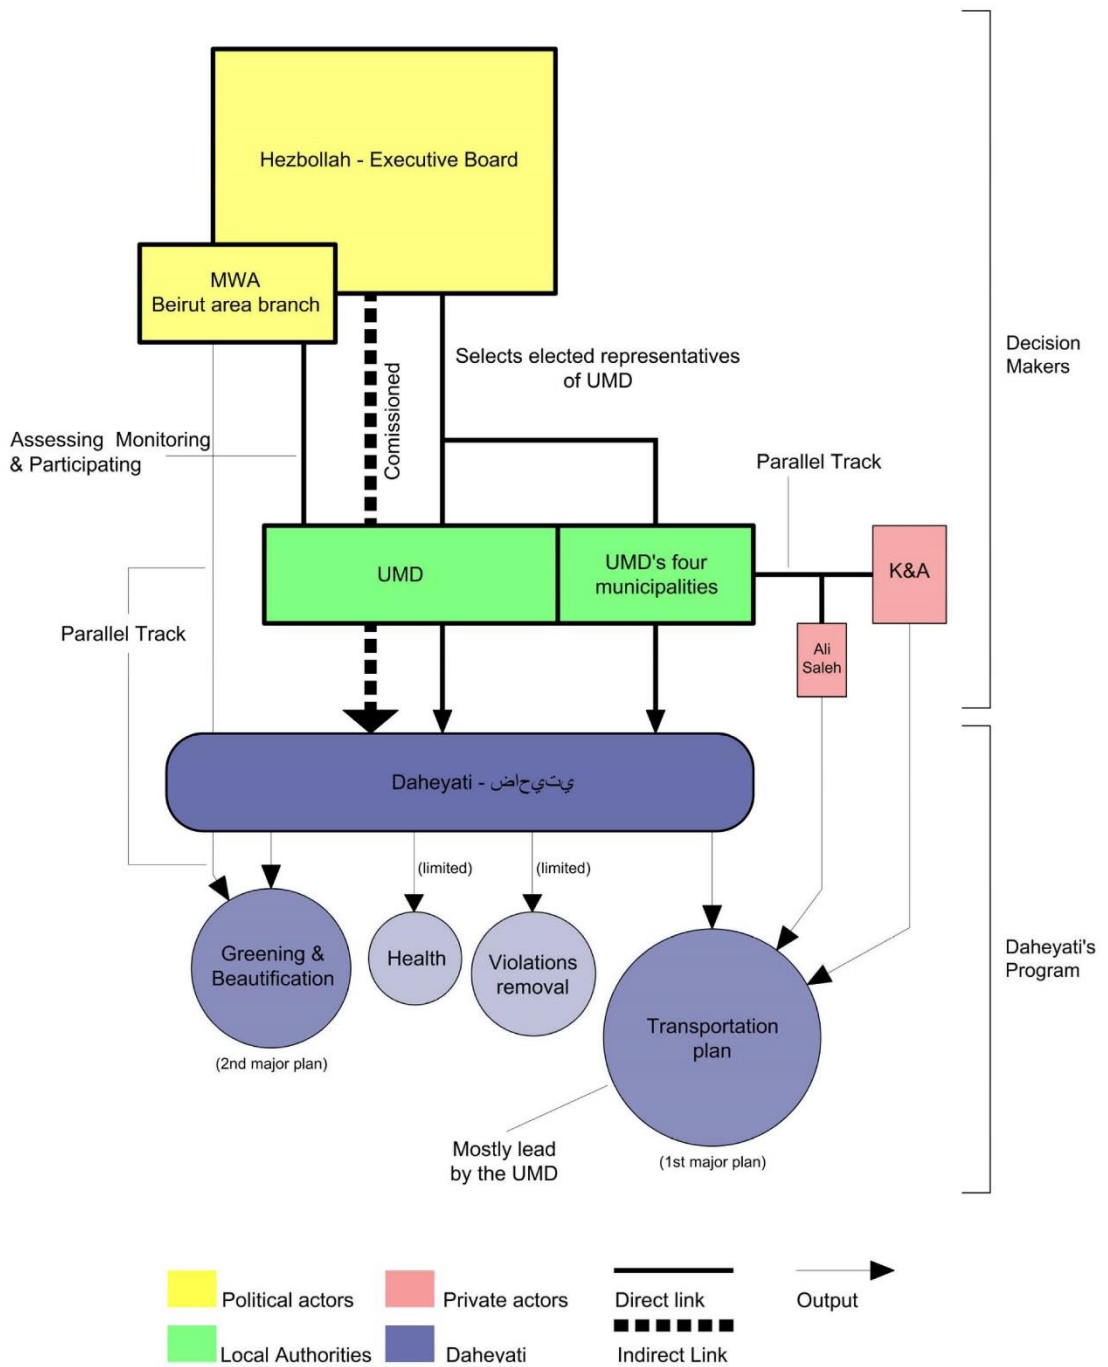 Hezbollah - Executive Board
MWA
Beirut area branch
Decision
Makers
Selects elected representatives
of UMD
Comissioned
Assessing Monitoring
& Participating
Parallel Track
UMD
UMD's four
municipalities
K&A
Ali
Saleh
Parallel Track
Daheyati - يتيحاض
(limited)
(limited)
Greening &
Beautification
Health
Violations
removal
Daheyati's
Program
Transportation
plan
(2nd major plan)
Mostly lead
by the UMD
(1st major plan)
Political actors
Private actors
Direct link
Output
Local Authorities
Daheyati
Indirect Link